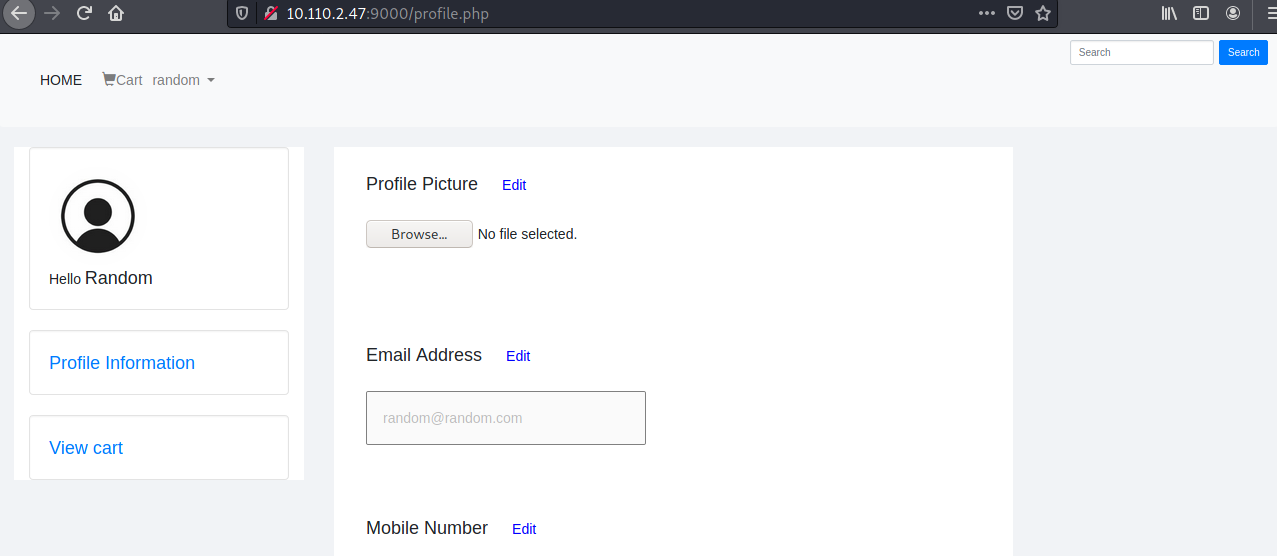 10.110.2.47:9000/profile.php
Search Search
HOME Cart random
Hello Random
Profile Information
View cart
Profile Picture Edit
Browse... No file selected.
Email Address Edit
random@random.com
Mobile Number Edit